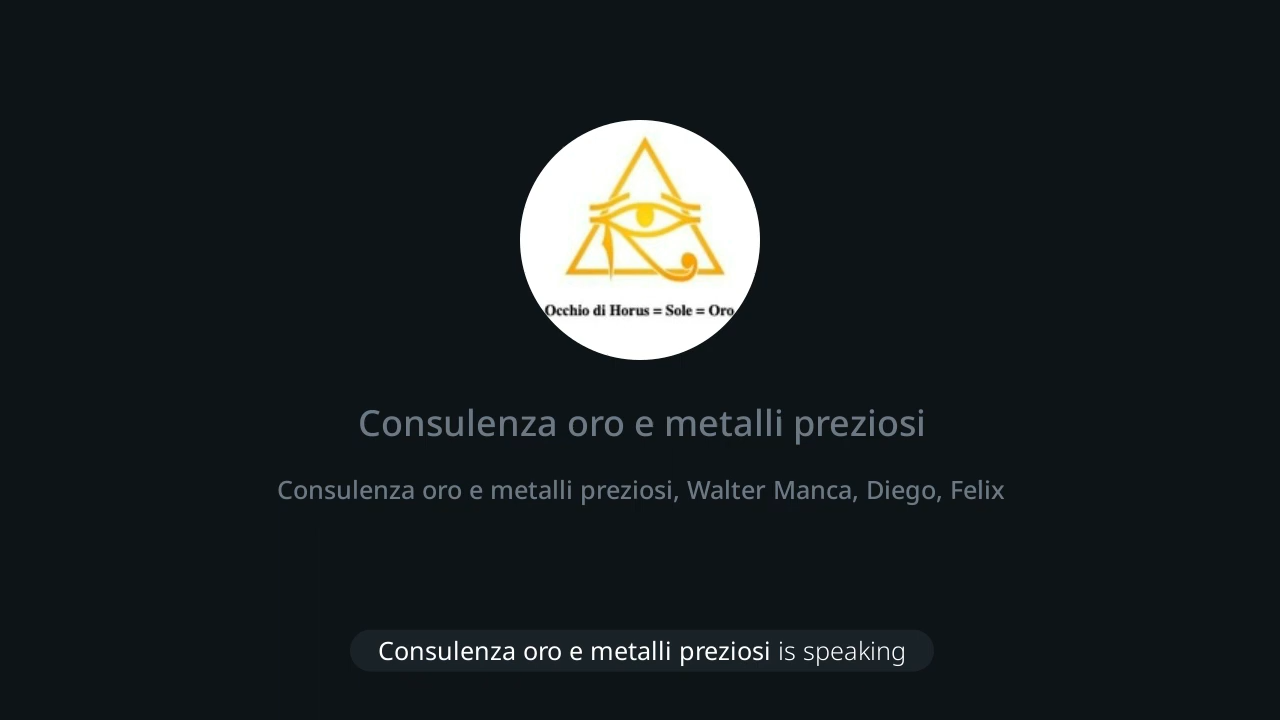 Occhio di Horus = Sole = Oro
Consulenza oro e metalli preziosi
Consulenza oro e metalli preziosi, Walter Manca, Diego, Felix
Consulenza oro e metalli preziosi is speaking